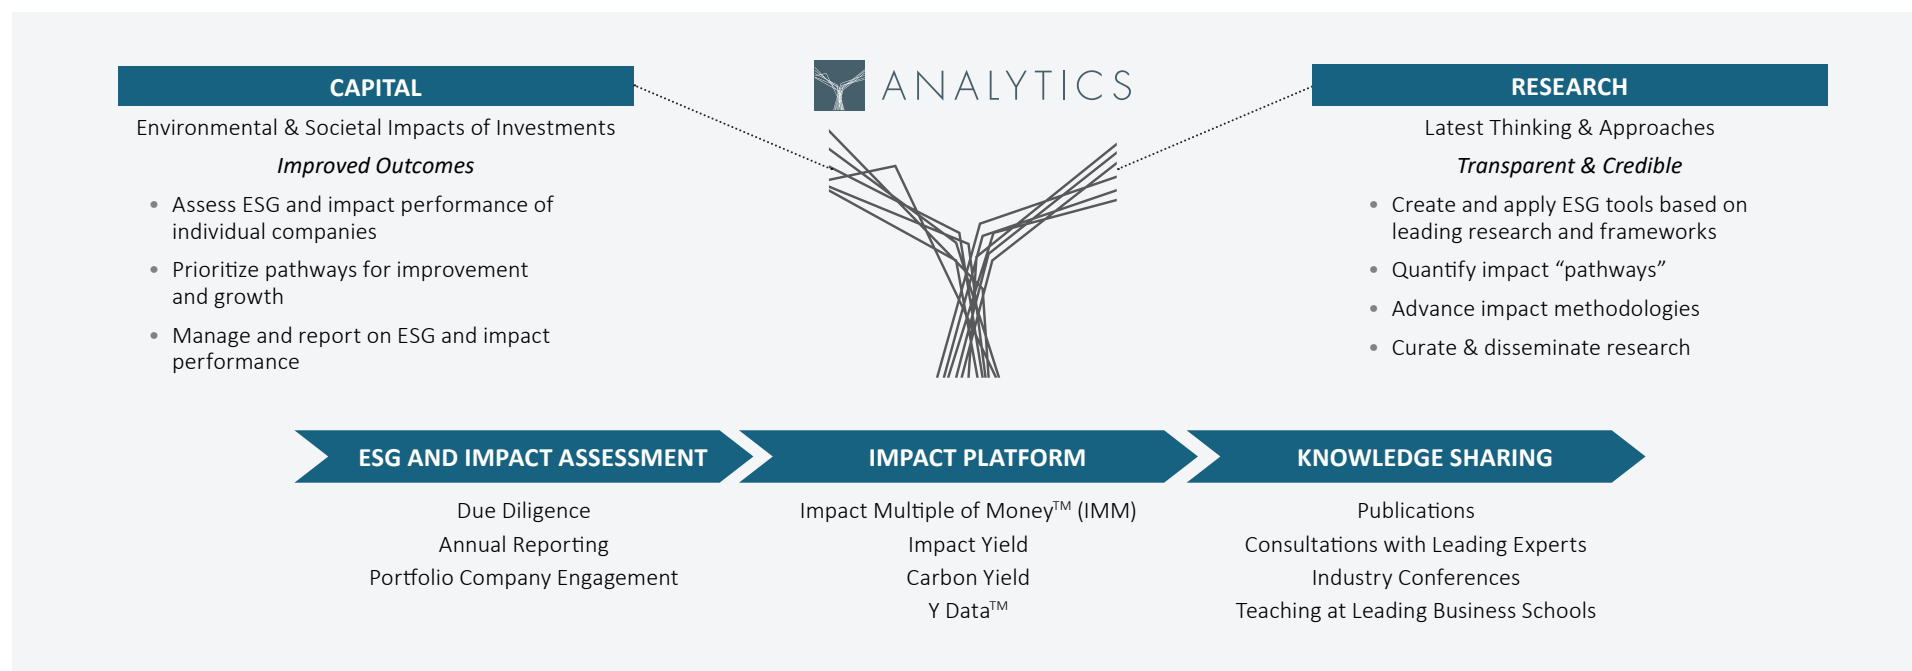 CAPITAL
Environmental & Societal Impacts of Investments
Improved Outcomes
• Assess ESG and impact performance of
individual companies
• Prioritize pathways for improvement
and growth
• Manage and report on ESG and impact
performance
ANALYTICS
RESEARCH
Latest Thinking & Approaches
Transparent & Credible
• Create and apply ESG tools based on
leading research and frameworks
• Quantify impact “pathways”
• Advance impact methodologies
• Curate & disseminate research
ESG AND IMPACT ASSESSMENT
Due Diligence
Annual Reporting
Portfolio Company Engagement
IMPACT PLATFORM
Impact Multiple of Money™ (IMM)
Impact Yield
Carbon Yield
Y Data™
KNOWLEDGE SHARING
Publications
Consultations with Leading Experts
Industry Conferences
Teaching at Leading Business Schools